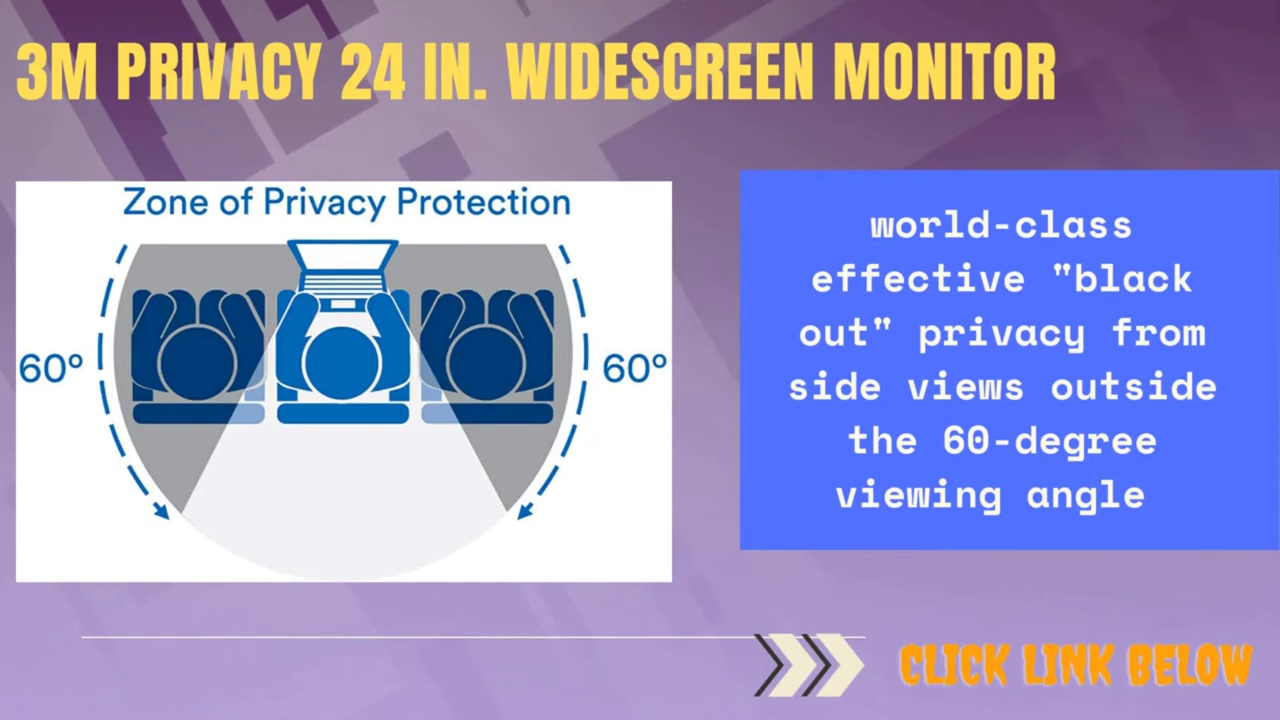 3M PRIVACY 24 IN. WIDESCREEN MONITOR
Zone of Privacy Protection
60º
60º
world-class
effective "black
out" privacy from
side views outside
the 60-degree
viewing angle
CLICK LINK BELOW